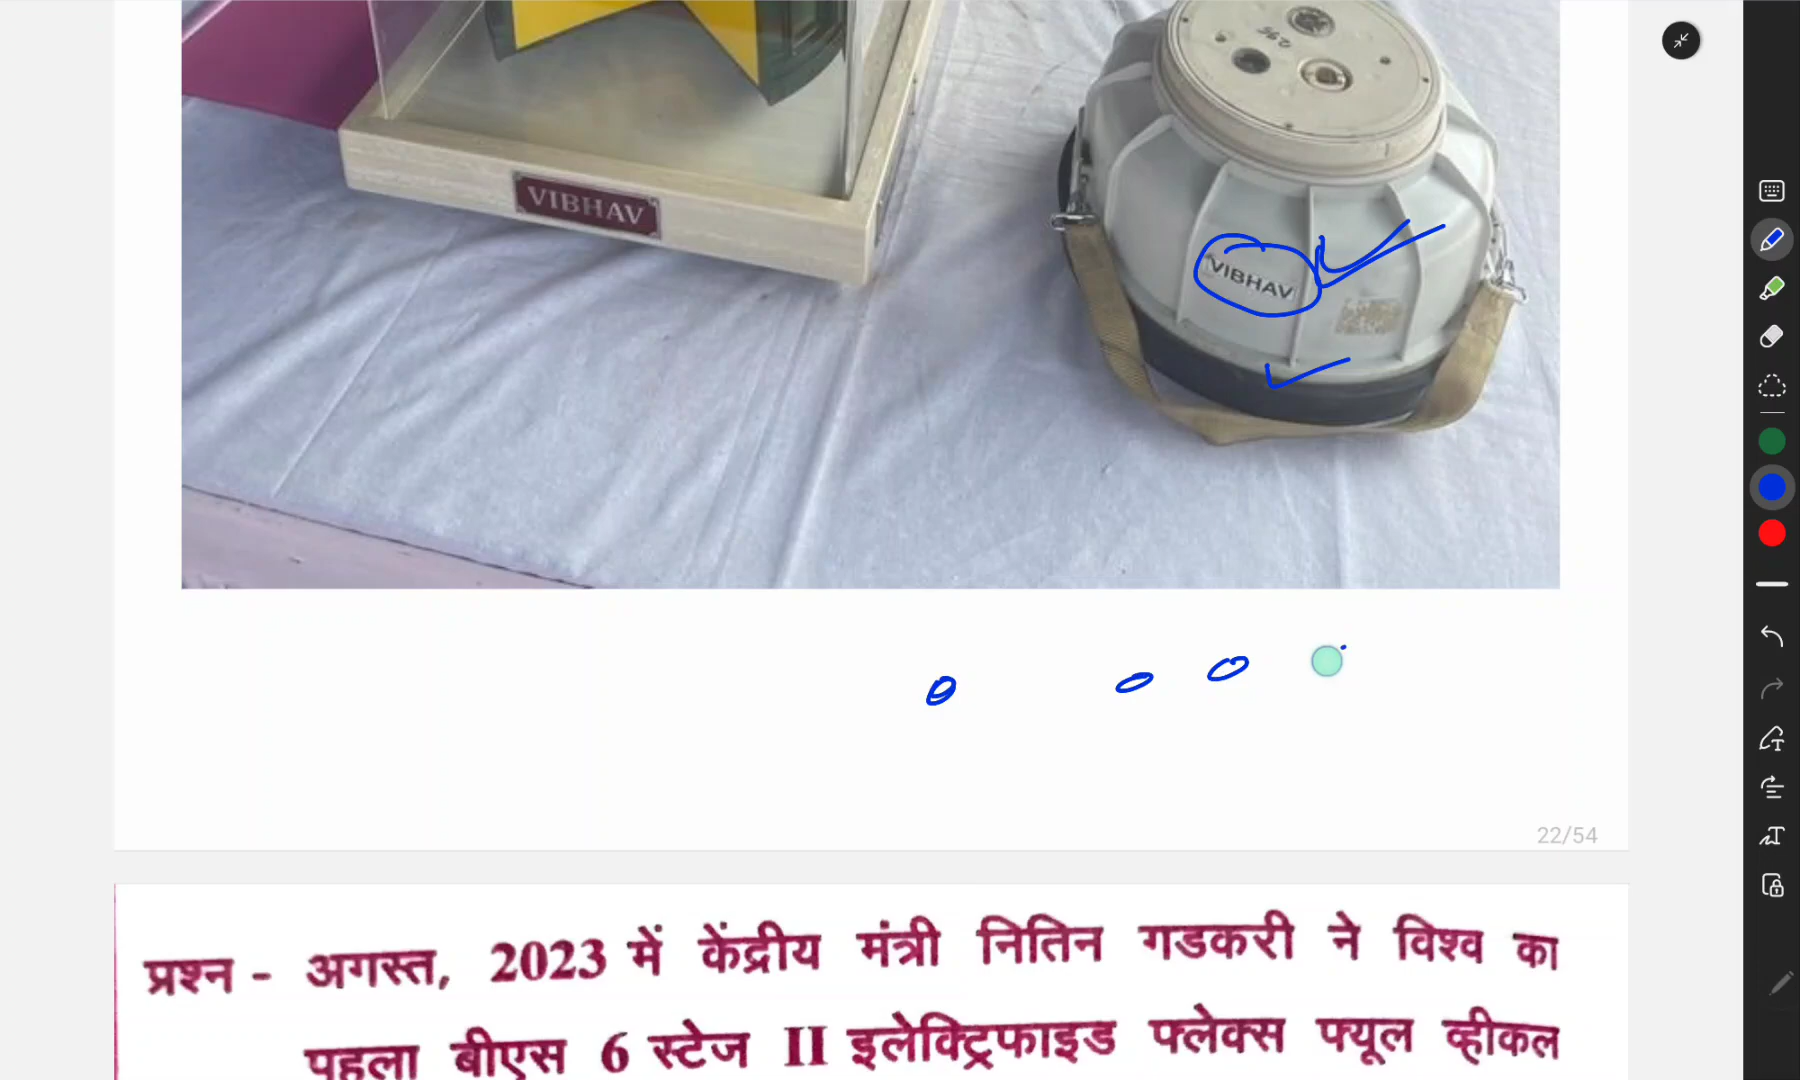 VIBHAV
VIBHAV
22/54
प्रश्न - अगस्त, 2023 में केंद्रीय मंत्री नितिन गडकरी ने विश्व का
पहला बीएस 6 स्टेज II इलेक्ट्रिफाइड फ्लेक्स फ्यूल व्हीकल